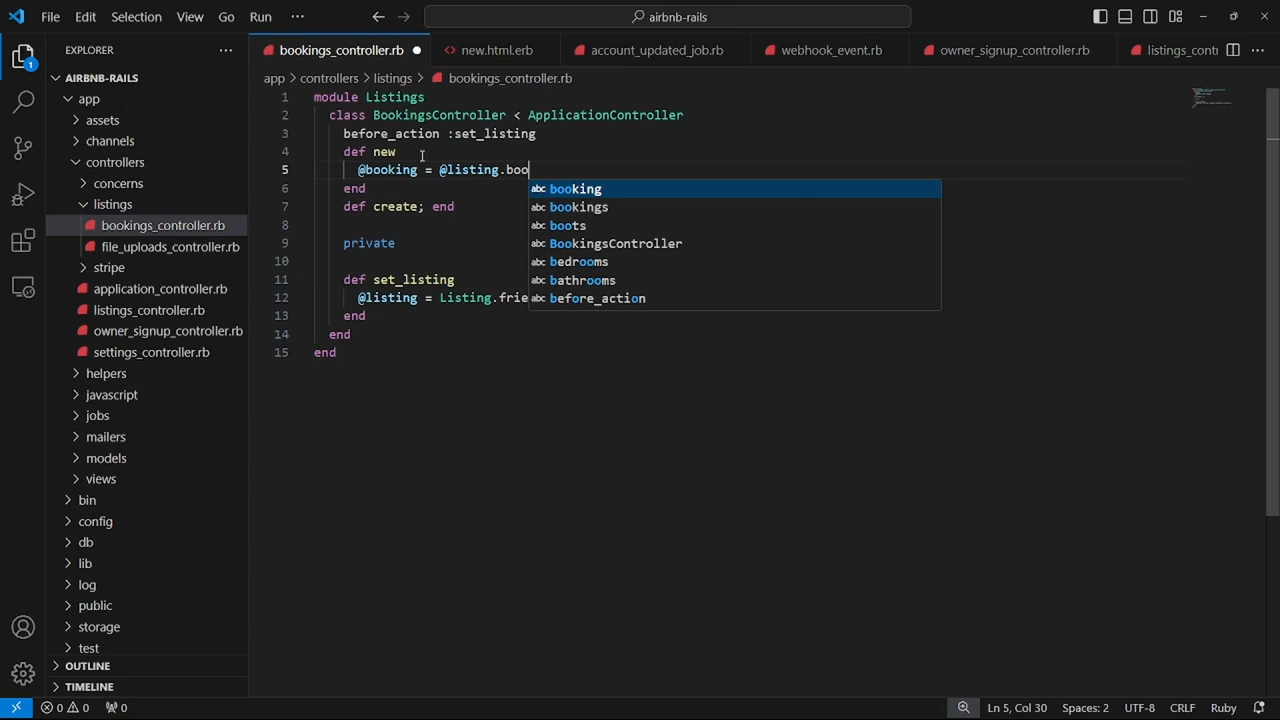 File Edit Selection View Go Run ··· airbnb-rails
EXPLORER ···
bookings_controller.rb new.html.erb account_updated_job.rb webhook_event.rb owner_signup_controller.rb listings_cont ···
AIRBNB-RAILS
app > controllers > listings > bookings_controller.rb
app
assets
channels
controllers
concerns
listings
bookings_controller.rb
file_uploads_controller.rb
stripe
application_controller.rb
listings_controller.rb
owner_signup_controller.rb
settings_controller.rb
helpers
javascript
jobs
mailers
models
views
bin
config
db
lib
log
public
storage
test
OUTLINE
TIMELINE
1 module Listings
2 class BookingsController < ApplicationController
3 before_action :set_listing
4 def new
5 @booking = @listing.boo
6 end
7 def create; end
8
9 private
10
11 def set_listing
12 @listing = Listing.frie
13 end
14 end
15 end
abc booking
abc bookings
abc boots
abc BookingsController
abc bedrooms
abc bathrooms
abc before_action
1
0 0 0 Ln 5, Col 30 Spaces: 2 UTF-8 CRLF Ruby